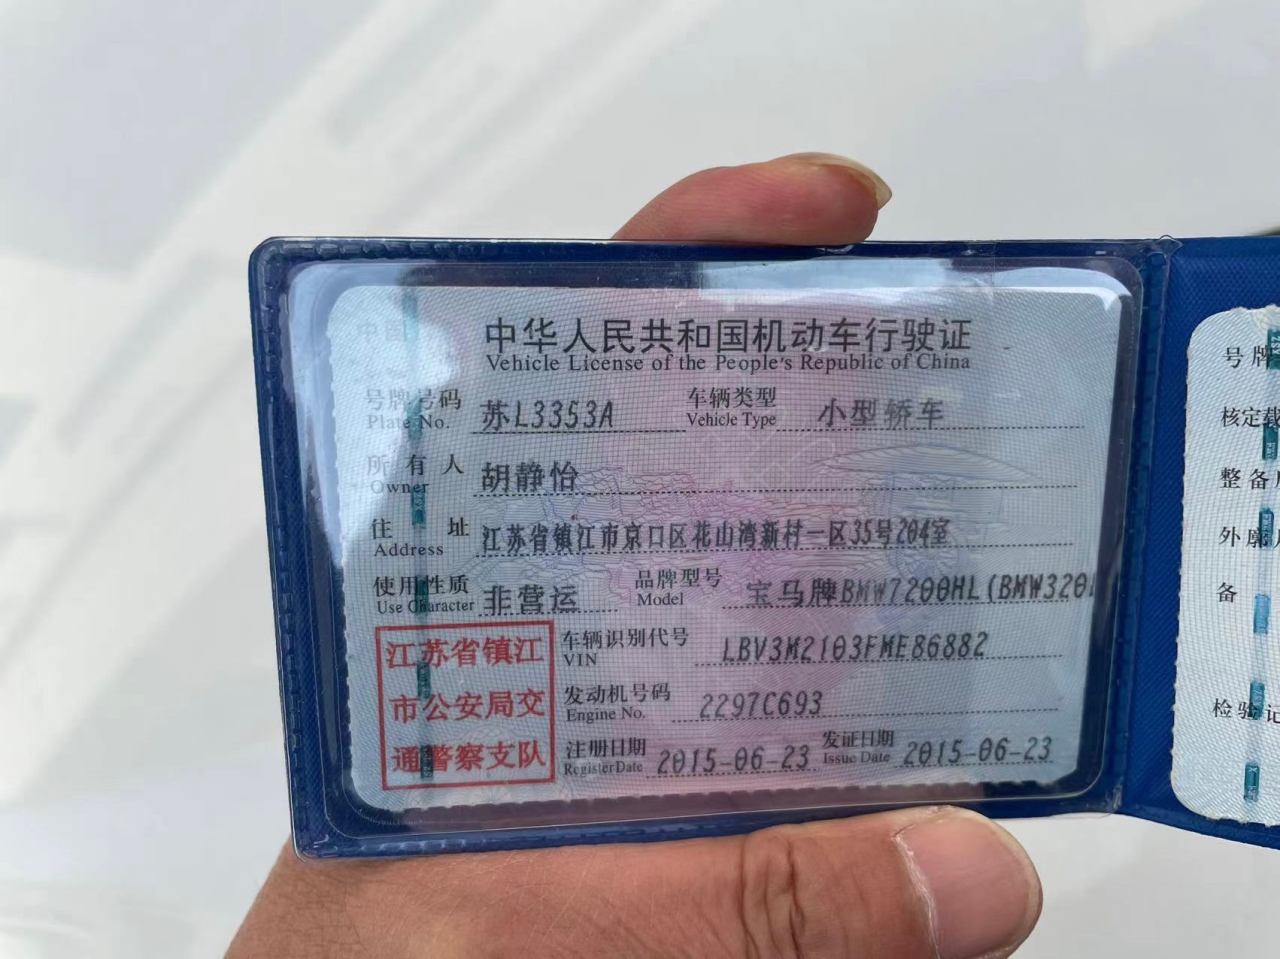 中华人民共和国机动车行驶证
Vehicle License of the People's Republic of China
号牌号码 苏L3353A 车辆类型 小型轿车
Plate No. Vehicle Type
所有人 胡静怡
Owner
住址 江苏省镇江市京口区花山湾新村一区35号204室
Address
使用性质 非营运 品牌型号 宝马牌BMW7200HL(BMW320
Use Character Model
江苏省镇江
市公安局交
通警察支队
车辆识别代号 LBV3M2103FME86882
VIN
发动机号码 2297C693
Engine No.
注册日期 2015-06-23 发证日期 2015-06-23
Register Date Issue Date
号牌
核定载
整备
外廓
备
检验记